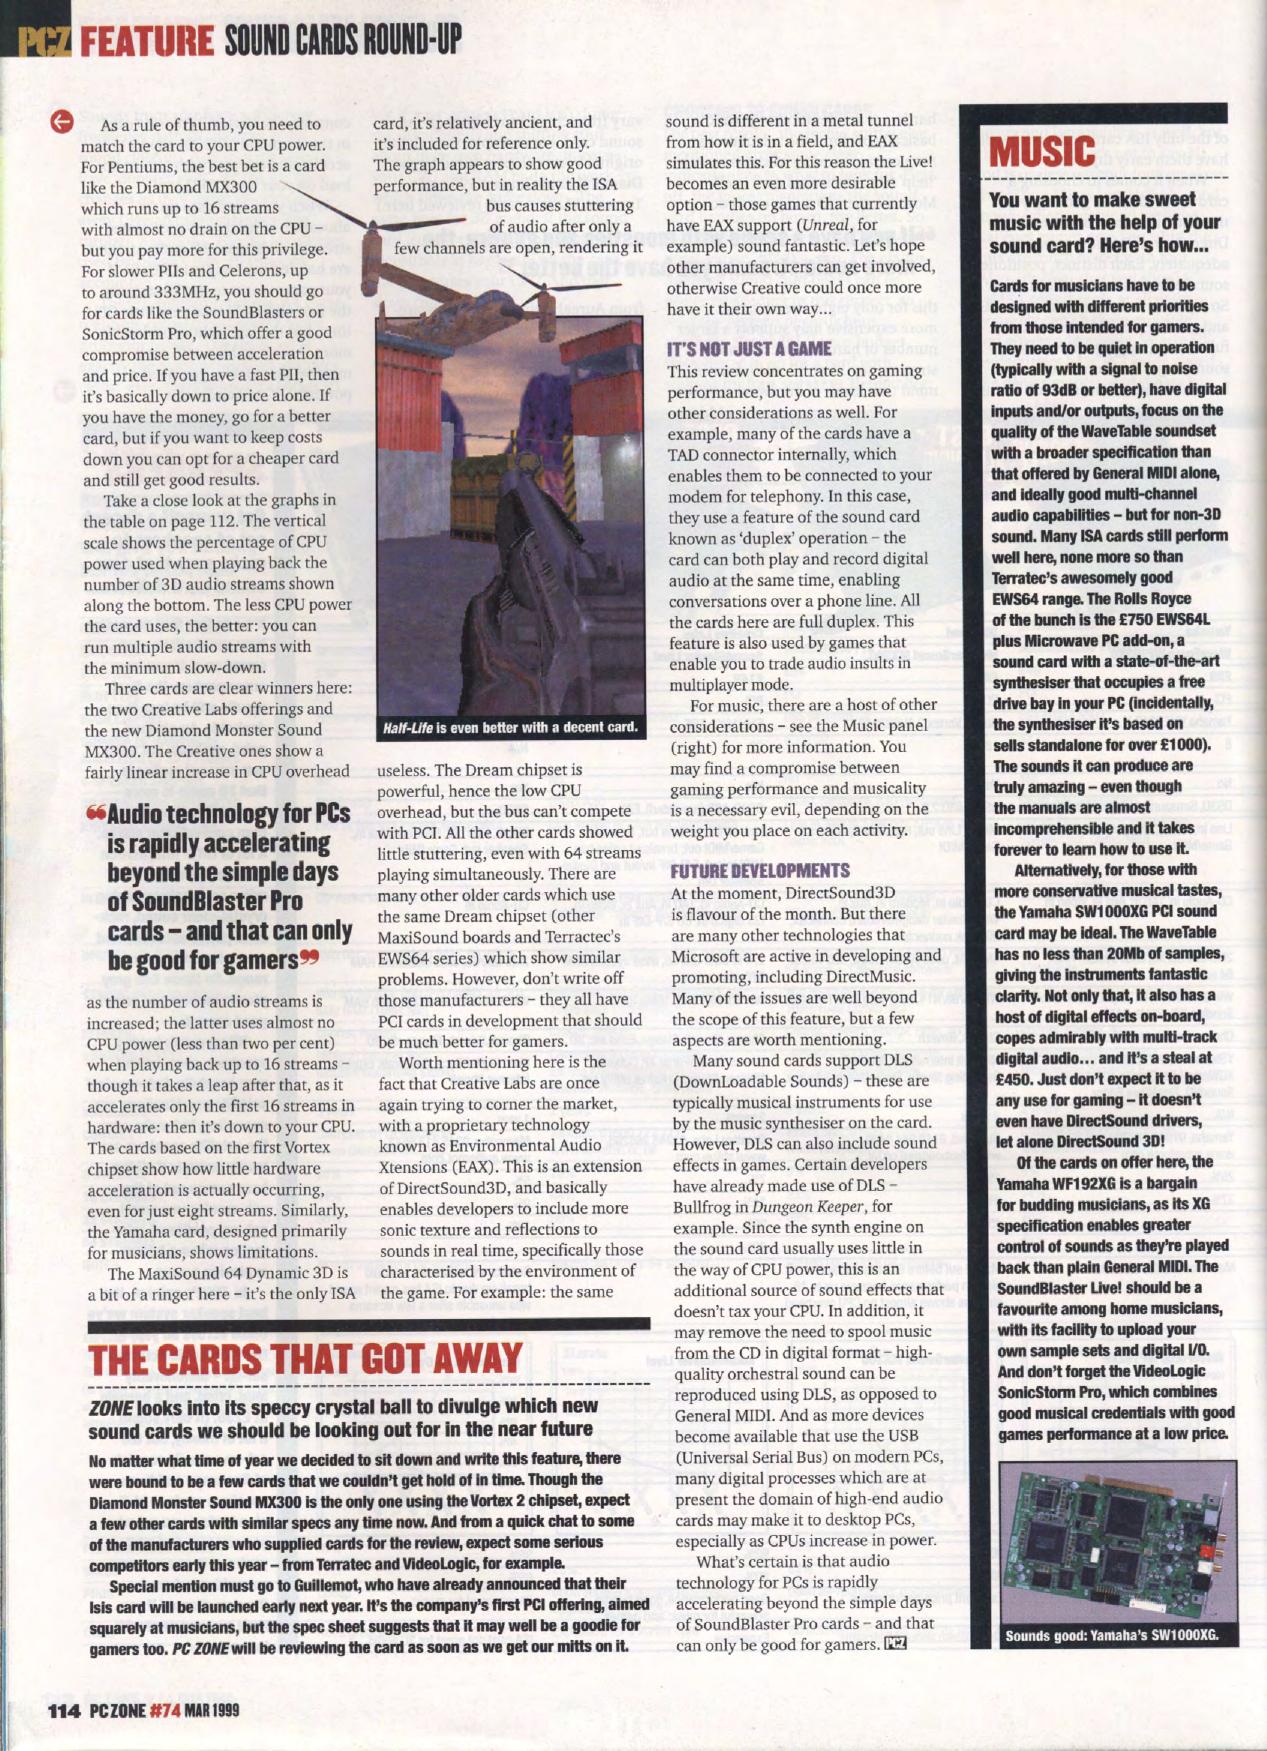 PCZ FEATURE SOUND CARDS ROUND-UP
As a rule of thumb, you need to
match the card to your CPU power.
For Pentiums, the best bet is a card
like the Diamond MX300
which runs up to 16 streams
with almost no drain on the CPU –
but you pay more for this privilege.
For slower PIIs and Celerons, up
to around 333MHz, you should go
for cards like the SoundBlasters or
SonicStorm Pro, which offer a good
compromise between acceleration
and price. If you have a fast PII, then
it's basically down to price alone. If
you have the money, go for a better
card, but if you want to keep costs
down you can opt for a cheaper card
and still get good results.
Take a close look at the graphs in
the table on page 112. The vertical
scale shows the percentage of CPU
power used when playing back the
number of 3D audio streams shown
along the bottom. The less CPU power
the card uses, the better: you can
run multiple audio streams with
the minimum slow-down.
Three cards are clear winners here:
the two Creative Labs offerings and
the new Diamond Monster Sound
MX300. The Creative ones show a
fairly linear increase in CPU overhead
“Audio technology for PCs
is rapidly accelerating
beyond the simple days
of SoundBlaster Pro
cards – and that can only
be good for gamers”
as the number of audio streams is
increased; the latter uses almost no
CPU power (less than two per cent)
when playing back up to 16 streams –
though it takes a leap after that, as it
accelerates only the first 16 streams in
hardware: then it's down to your CPU.
The cards based on the first Vortex
chipset show how little hardware
acceleration is actually occurring,
even for just eight streams. Similarly,
the Yamaha card, designed primarily
for musicians, shows limitations.
The MaxiSound 64 Dynamic 3D is
a bit of a ringer here – it's the only ISA
card, it's relatively ancient, and
it's included for reference only.
The graph appears to show good
performance, but in reality the ISA
bus causes stuttering
of audio after only a
few channels are open, rendering it
Half-Life is even better with a decent card.
useless. The Dream chipset is
powerful, hence the low CPU
overhead, but the bus can't compete
with PCI. All the other cards showed
little stuttering, even with 64 streams
playing simultaneously. There are
many other older cards which use
the same Dream chipset (other
MaxiSound boards and Terractec's
EWS64 series) which show similar
problems. However, don't write off
those manufacturers – they all have
PCI cards in development that should
be much better for gamers.
Worth mentioning here is the
fact that Creative Labs are once
again trying to corner the market,
with a proprietary technology
known as Environmental Audio
Xtensions (EAX). This is an extension
of DirectSound3D, and basically
enables developers to include more
sonic texture and reflections to
sounds in real time, specifically those
characterised by the environment of
the game. For example: the same
sound is different in a metal tunnel
from how it is in a field, and EAX
simulates this. For this reason the Live!
becomes an even more desirable
option – those games that currently
have EAX support (Unreal, for
example) sound fantastic. Let's hope
other manufacturers can get involved,
otherwise Creative could once more
have it their own way...
IT'S NOT JUST A GAME
This review concentrates on gaming
performance, but you may have
other considerations as well. For
example, many of the cards have a
TAD connector internally, which
enables them to be connected to your
modem for telephony. In this case,
they use a feature of the sound card
known as 'duplex' operation – the
card can both play and record digital
audio at the same time, enabling
conversations over a phone line. All
the cards here are full duplex. This
feature is also used by games that
enable you to trade audio insults in
multiplayer mode.
For music, there are a host of other
considerations – see the Music panel
(right) for more information. You
may find a compromise between
gaming performance and musicality
is a necessary evil, depending on the
weight you place on each activity.
FUTURE DEVELOPMENTS
At the moment, DirectSound3D
is flavour of the month. But there
are many other technologies that
Microsoft are active in developing and
promoting, including DirectMusic.
Many of the issues are well beyond
the scope of this feature, but a few
aspects are worth mentioning.
Many sound cards support DLS
(DownLoadable Sounds) – these are
typically musical instruments for use
by the music synthesiser on the card.
However, DLS can also include sound
effects in games. Certain developers
have already made use of DLS –
Bullfrog in Dungeon Keeper, for
example. Since the synth engine on
the sound card usually uses little in
the way of CPU power, this is an
additional source of sound effects that
doesn't tax your CPU. In addition, it
may remove the need to spool music
from the CD in digital format – high-
quality orchestral sound can be
reproduced using DLS, as opposed to
General MIDI. And as more devices
become available that use the USB
(Universal Serial Bus) on modern PCs,
many digital processes which are at
present the domain of high-end audio
cards may make it to desktop PCs,
especially as CPUs increase in power.
What's certain is that audio
technology for PCs is rapidly
accelerating beyond the simple days
of SoundBlaster Pro cards – and that
can only be good for gamers. PCZ
THE CARDS THAT GOT AWAY
ZONE looks into its speccy crystal ball to divulge which new
sound cards we should be looking out for in the near future
No matter what time of year we decided to sit down and write this feature, there
were bound to be a few cards that we couldn't get hold of in time. Though the
Diamond Monster Sound MX300 is the only one using the Vortex 2 chipset, expect
a few other cards with similar specs any time now. And from a quick chat to some
of the manufacturers who supplied cards for the review, expect some serious
competitors early this year – from Terratec and VideoLogic, for example.
Special mention must go to Guillemot, who have already announced that their
Isis card will be launched early next year. It's the company's first PCI offering, aimed
squarely at musicians, but the spec sheet suggests that it may well be a goodie for
gamers too. PC ZONE will be reviewing the card as soon as we get our mitts on it.
MUSIC
You want to make sweet
music with the help of your
sound card? Here's how...
Cards for musicians have to be
designed with different priorities
from those intended for gamers.
They need to be quiet in operation
(typically with a signal to noise
ratio of 93dB or better), have digital
inputs and/or outputs, focus on the
quality of the WaveTable soundset
with a broader specification than
that offered by General MIDI alone,
and ideally good multi-channel
audio capabilities – but for non-3D
sound. Many ISA cards still perform
well here, none more so than
Terratec's awesomely good
EWS64 range. The Rolls Royce
of the bunch is the £750 EWS64L
plus Microwave PC add-on, a
sound card with a state-of-the-art
synthesiser that occupies a free
drive bay in your PC (incidentally,
the synthesiser it's based on
sells standalone for over £1000).
The sounds it can produce are
truly amazing – even though
the manuals are almost
incomprehensible and it takes
forever to learn how to use it.
Alternatively, for those with
more conservative musical tastes,
the Yamaha SW1000XG PCI sound
card may be ideal. The WaveTable
has no less than 20Mb of samples,
giving the instruments fantastic
clarity. Not only that, it also has a
host of digital effects on-board,
copes admirably with multi-track
digital audio... and it's a steal at
£450. Just don't expect it to be
any use for gaming – it doesn't
even have DirectSound drivers,
let alone DirectSound 3D!
Of the cards on offer here, the
Yamaha WF192XG is a bargain
for budding musicians, as its XG
specification enables greater
control of sounds as they're played
back than plain General MIDI. The
SoundBlaster Live! should be a
favourite among home musicians,
with its facility to upload your
own sample sets and digital I/O.
And don't forget the VideoLogic
SonicStorm Pro, which combines
good musical credentials with good
games performance at a low price.
Sounds good: Yamaha's SW1000XG.
114 PC ZONE #74 MAR 1999